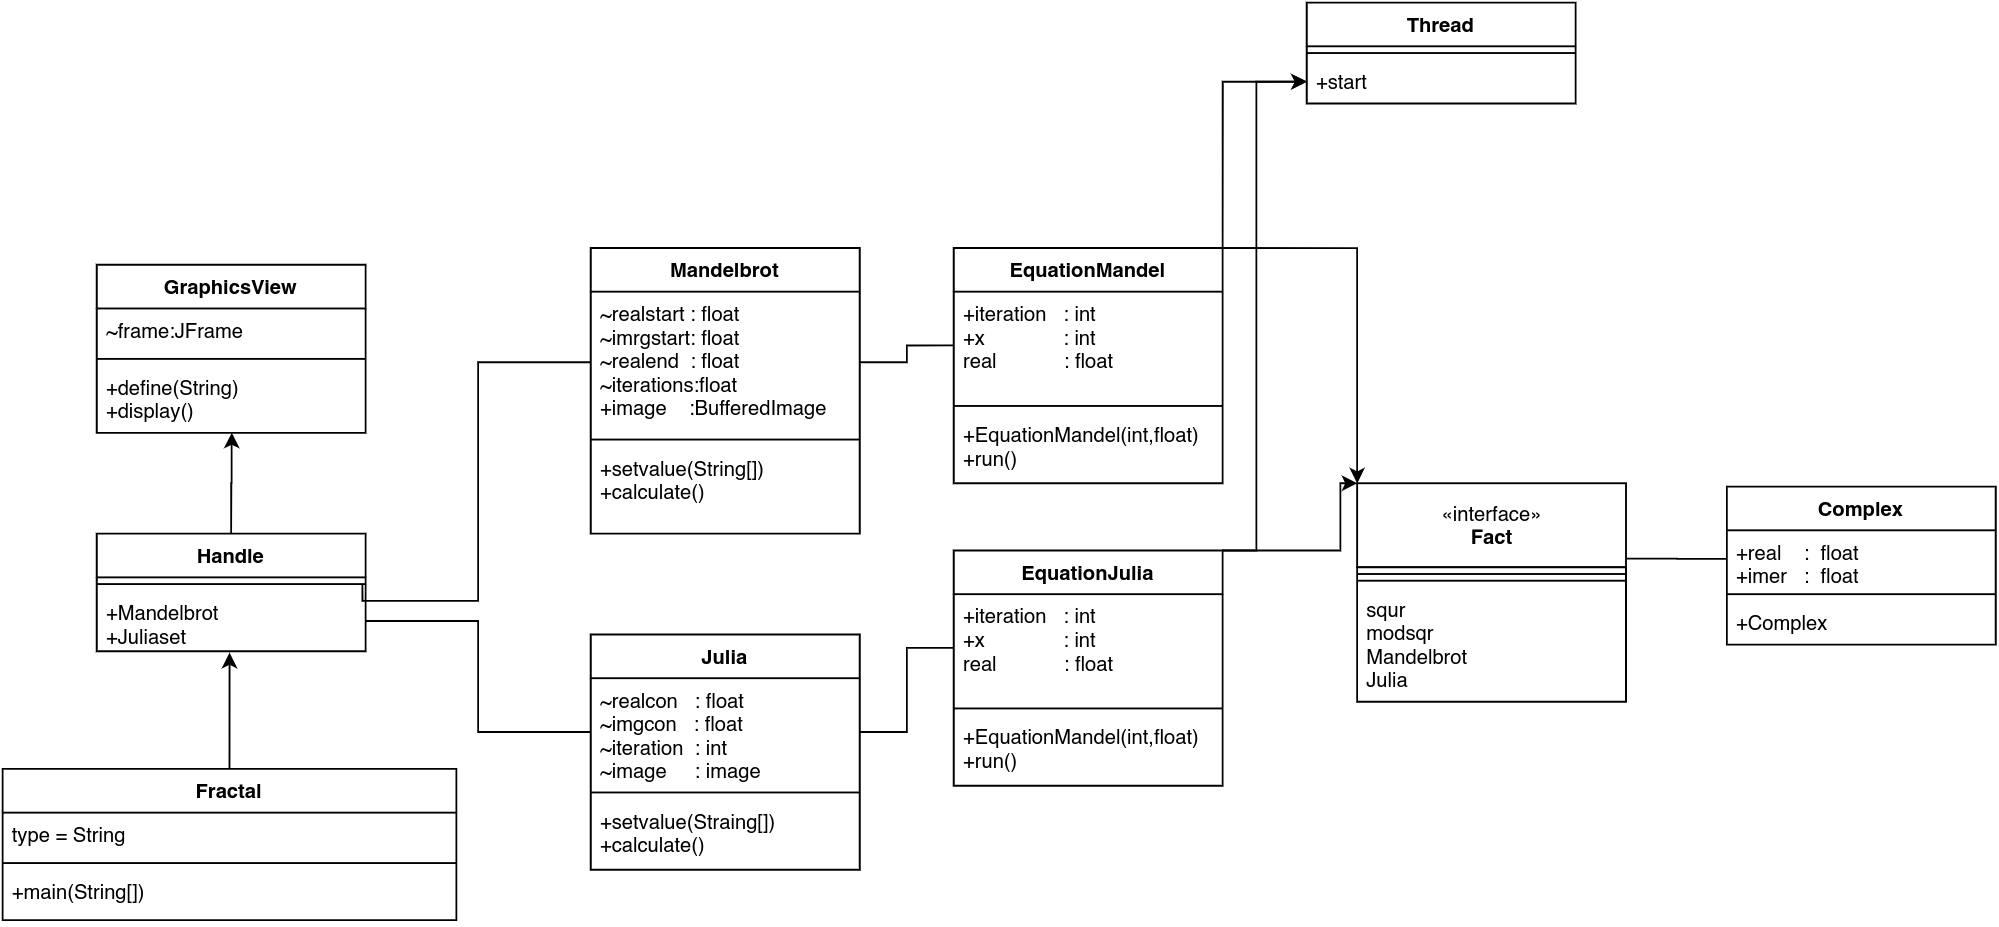 Thread
+start
GraphicsView
~frame:JFrame
+define(String)
+display()
Mandelbrot
~realstart : float
~imrgstart: float
~realend : float
~iterations:float
+image :BufferedImage
+setvalue(String[])
+calculate()
EquationMandel
+iteration : int
+x : int
real : float
+EquationMandel(int,float)
+run()
Handle
+Mandelbrot
+Juliaset
«interface»
Fact
squr
modsqr
Mandelbrot
Julia
Complex
+real : float
+imer : float
+Complex
EquationJulia
+iteration : int
+x : int
real : float
+EquationMandel(int,float)
+run()
Julia
~realcon : float
~imgcon : float
~iteration : int
~image : image
+setvalue(Straing[])
+calculate()
Fractal
type = String
+main(String[])